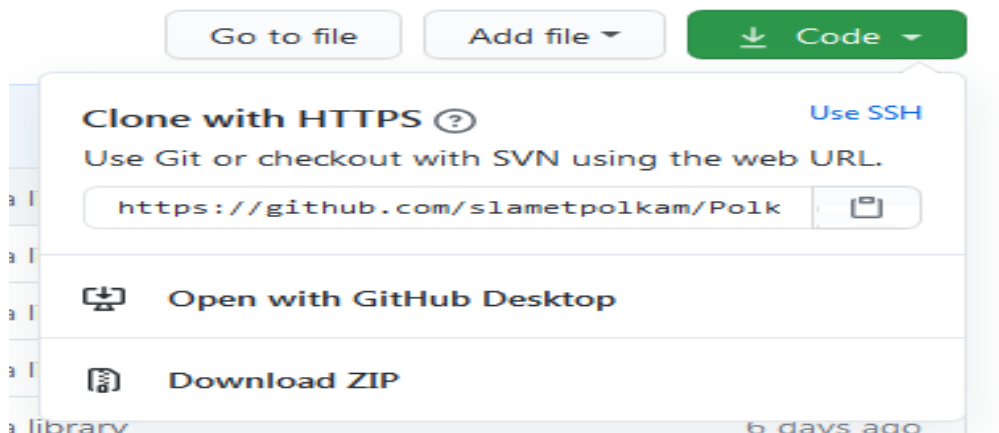 Go to file
Add file
Code
Clone with HTTPS
Use SSH
Use Git or checkout with SVN using the web URL.
https://github.com/slametpolkam/Polk
Open with GitHub Desktop
Download ZIP
a library
6 days ago